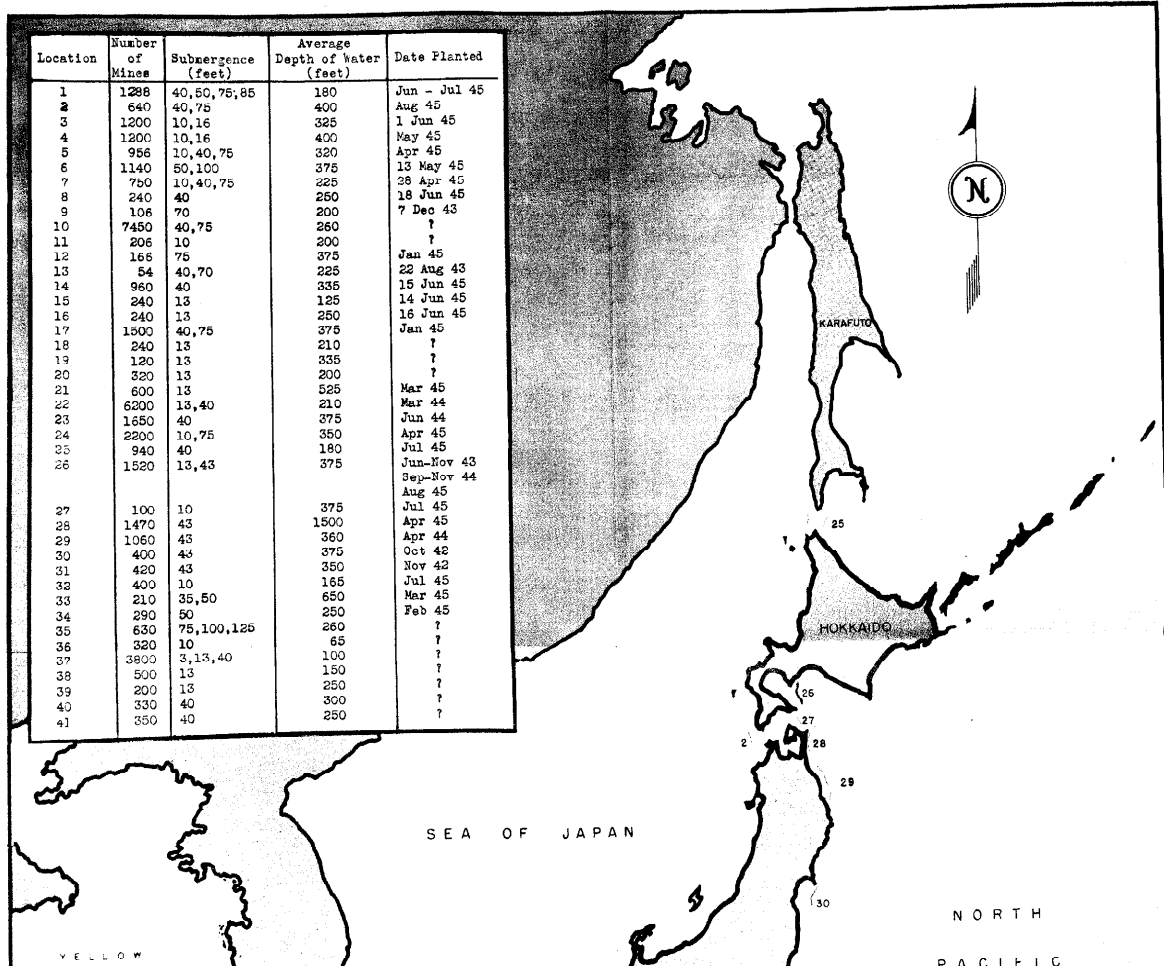 Location | Number of Mines | Submergence (feet) | Average Depth of Water (feet) | Date Planted
1 1288 40,50,75,85 180 Jun - Jul 45
2 640 40,75 400 Aug 45
3 1200 10,16 325 1 Jun 45
4 1200 10,16 400 May 45
5 956 10,40,75 320 Apr 45
6 1140 50,100 375 13 May 45
7 750 10,40,75 225 28 Apr 45
8 240 40 250 18 Jun 45
9 106 70 200 7 Dec 43
10 7450 40,75 260 ?
11 206 10 200 ?
12 166 75 375 Jan 45
13 54 40,70 225 22 Aug 43
14 960 40 335 15 Jun 45
15 240 13 125 14 Jun 45
16 240 13 250 16 Jun 45
17 1500 40,75 375 Jan 45
18 240 13 210 ?
19 120 13 335 ?
20 320 13 200 ?
21 600 13 525 Mar 45
22 6200 13,40 210 Mar 44
23 1650 40 375 Jun 44
24 2200 10,75 350 Apr 45
25 940 40 180 Jul 45
26 1520 13,43 375 Jun-Nov 43
Sep-Nov 44
Aug 45
27 100 10 375 Jul 45
28 1470 43 1500 Apr 45
29 1060 43 360 Apr 44
30 400 43 375 Oct 42
31 420 43 350 Nov 42
32 400 10 165 Jul 45
33 210 35,50 650 Mar 45
34 290 50 250 Feb 45
35 630 75,100,125 260 ?
36 320 10 65 ?
37 3800 3,13,40 100 ?
38 500 13 150 ?
39 200 13 250 ?
40 330 40 300 ?
41 350 40 250 ?
N
KARAFUTO
25
HOKKAIDO
26
27
2
28
29
SEA OF JAPAN
30
NORTH
PACIFIC
YELLOW